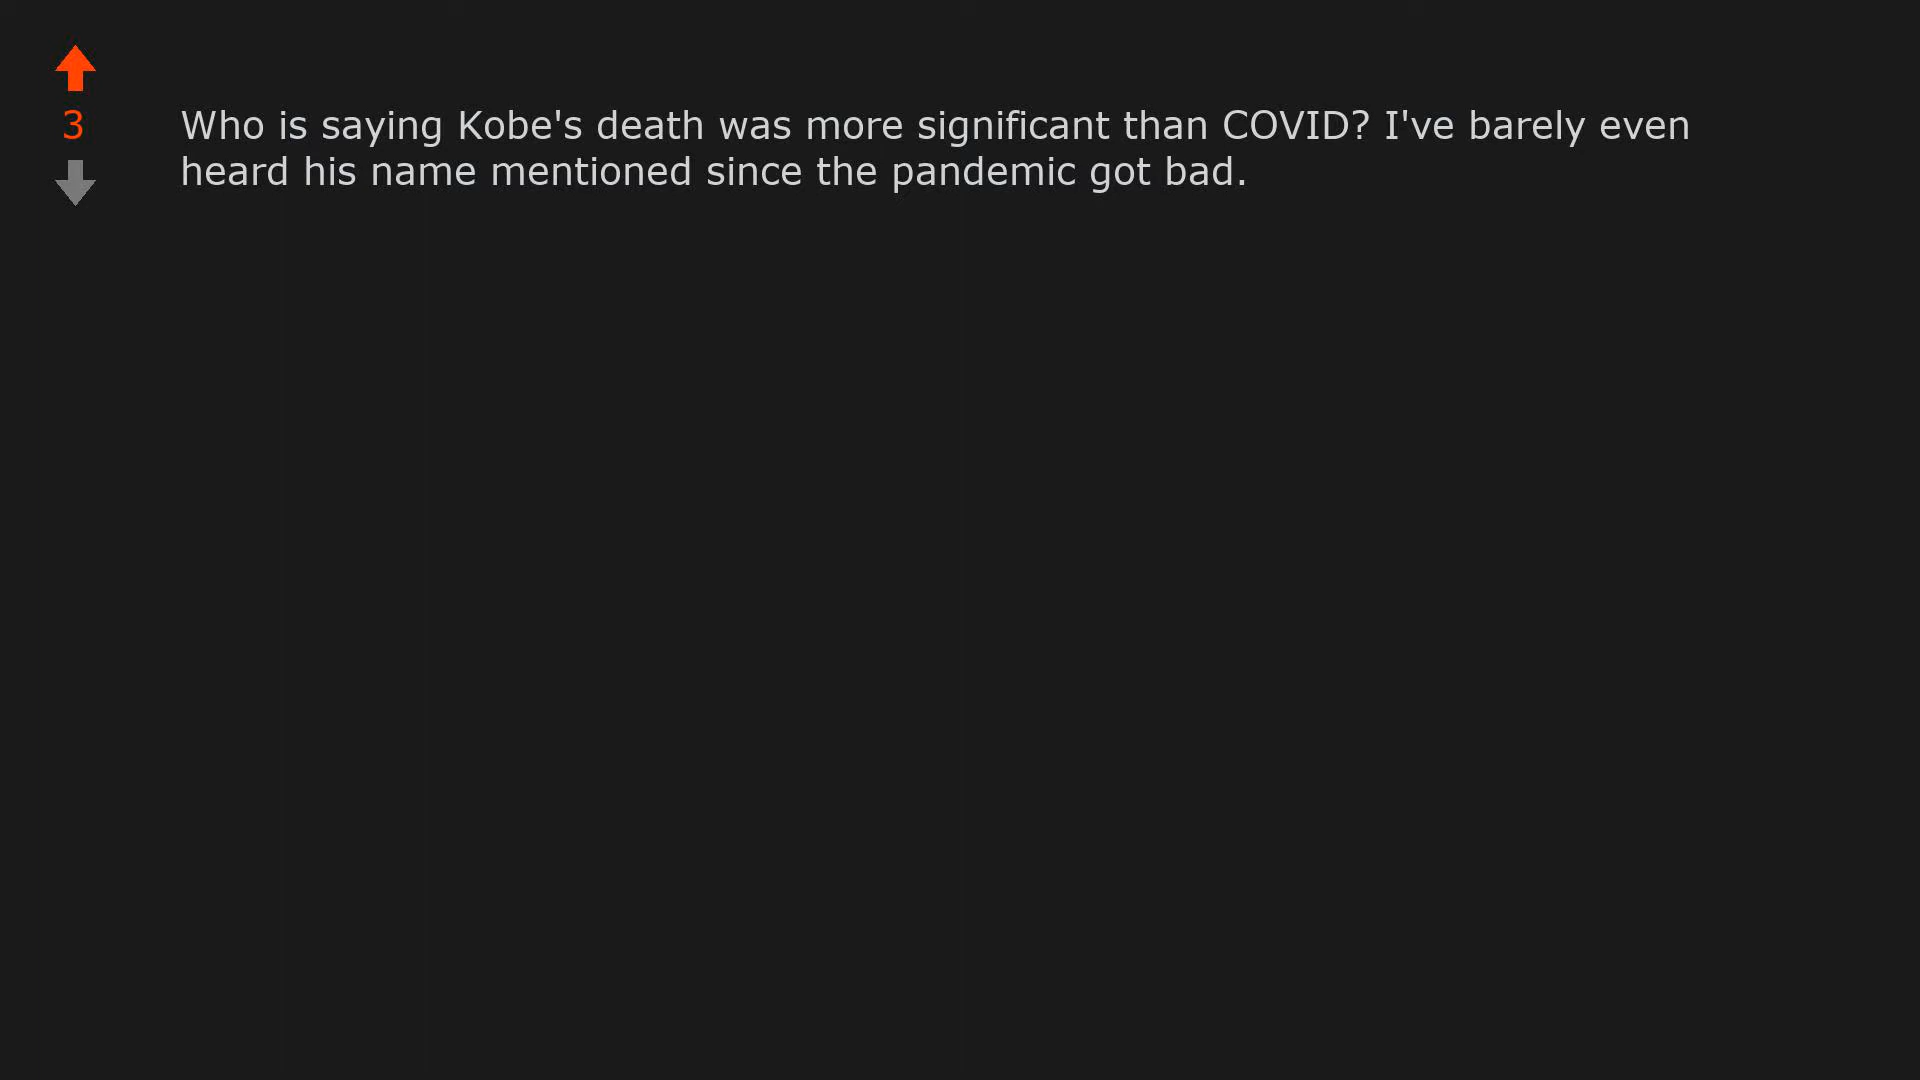 3
Who is saying Kobe's death was more significant than COVID? I've barely even
heard his name mentioned since the pandemic got bad.